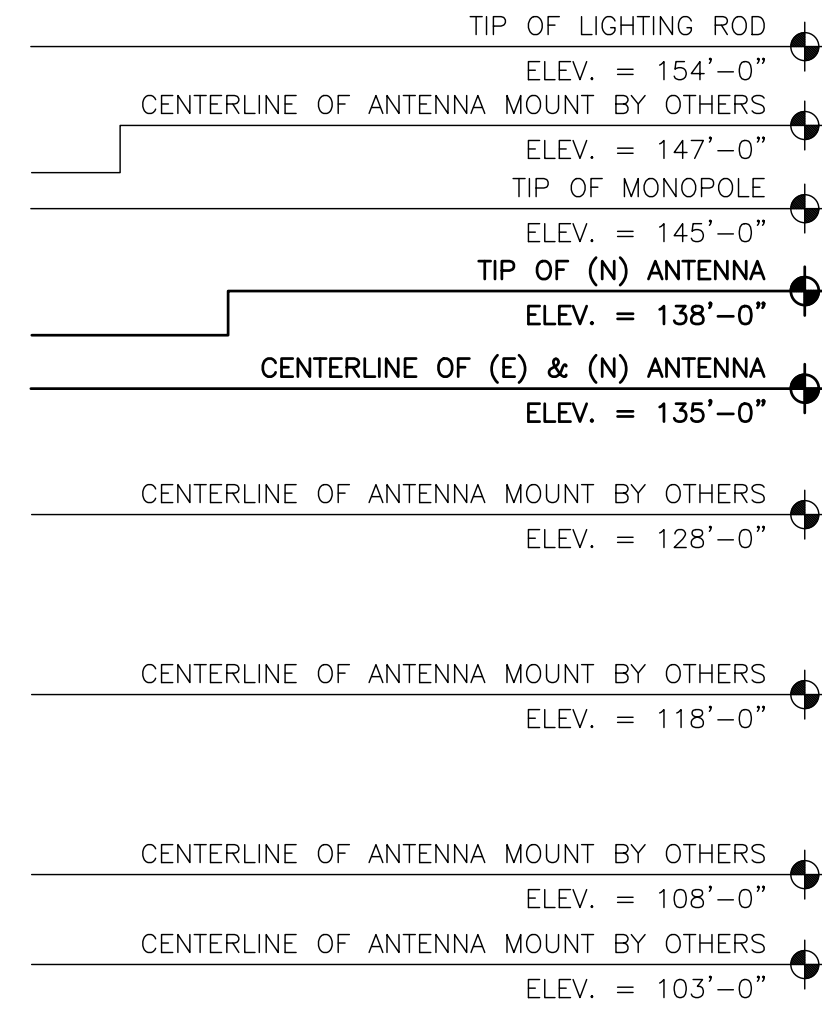 TIP OF LIGHTING ROD
ELEV. = 154'-0"
CENTERLINE OF ANTENNA MOUNT BY OTHERS
ELEV. = 147'-0"
TIP OF MONOPOLE
ELEV. = 145'-0"
TIP OF (N) ANTENNA
ELEV. = 138'-0"
CENTERLINE OF (E) & (N) ANTENNA
ELEV. = 135'-0"
CENTERLINE OF ANTENNA MOUNT BY OTHERS
ELEV. = 128'-0"
CENTERLINE OF ANTENNA MOUNT BY OTHERS
ELEV. = 118'-0"
CENTERLINE OF ANTENNA MOUNT BY OTHERS
ELEV. = 108'-0"
CENTERLINE OF ANTENNA MOUNT BY OTHERS
ELEV. = 103'-0"